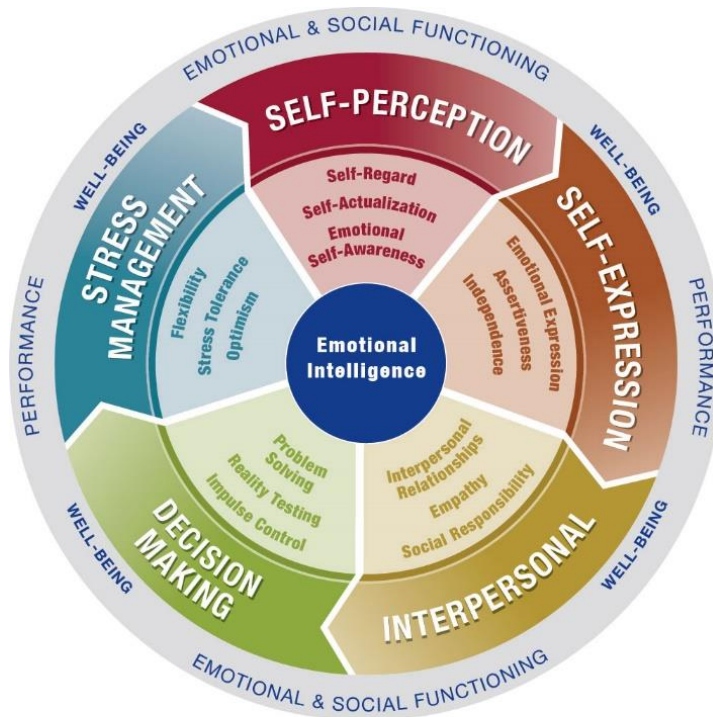 EMOTIONAL & SOCIAL FUNCTIONING
WELL-BEING
WELL-BEING
PERFORMANCE
PERFORMANCE
WELL-BEING
WELL-BEING
EMOTIONAL & SOCIAL FUNCTIONING
SELF-PERCEPTION
Self-Regard
Self-Actualization
Emotional
Self-Awareness
SELF-EXPRESSION
Emotional Expression
Assertiveness
Independence
INTERPERSONAL
Interpersonal
Relationships
Empathy
Social Responsibility
DECISION
MAKING
Problem
Solving
Reality Testing
Impulse Control
STRESS
MANAGEMENT
Flexibility
Stress Tolerance
Optimism
Emotional
Intelligence